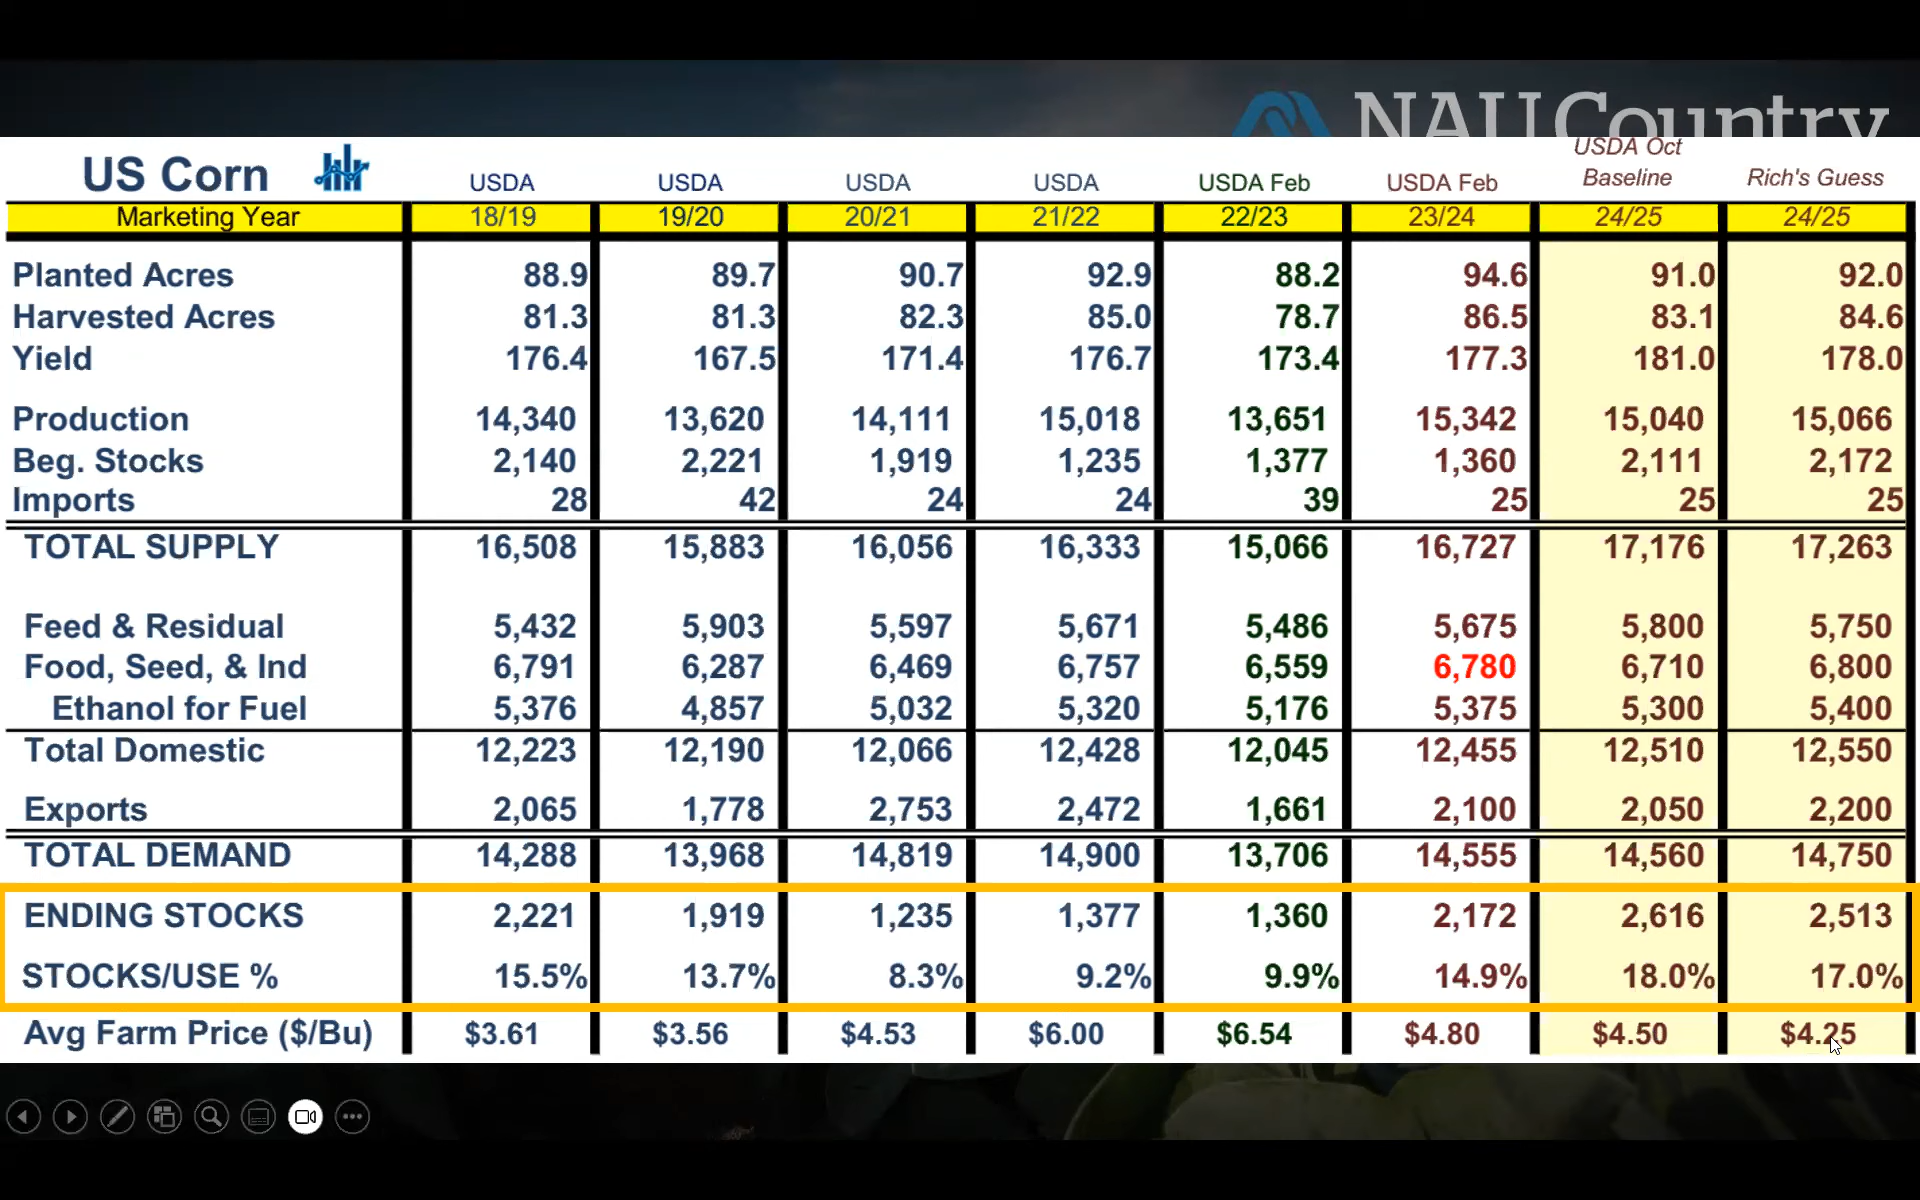 NAU Country
US Corn USDA USDA USDA USDA USDA Feb USDA Feb USDA Oct Baseline Rich's Guess
Marketing Year 18/19 19/20 20/21 21/22 22/23 23/24 24/25 24/25
Planted Acres 88.9 89.7 90.7 92.9 88.2 94.6 91.0 92.0
Harvested Acres 81.3 81.3 82.3 85.0 78.7 86.5 83.1 84.6
Yield 176.4 167.5 171.4 176.7 173.4 177.3 181.0 178.0
Production 14,340 13,620 14,111 15,018 13,651 15,342 15,040 15,066
Beg. Stocks 2,140 2,221 1,919 1,235 1,377 1,360 2,111 2,172
Imports 28 42 24 24 39 25 25 25
TOTAL SUPPLY 16,508 15,883 16,056 16,333 15,066 16,727 17,176 17,263
Feed & Residual 5,432 5,903 5,597 5,671 5,486 5,675 5,800 5,750
Food, Seed, & Ind 6,791 6,287 6,469 6,757 6,559 6,780 6,710 6,800
Ethanol for Fuel 5,376 4,857 5,032 5,320 5,176 5,375 5,300 5,400
Total Domestic 12,223 12,190 12,066 12,428 12,045 12,455 12,510 12,550
Exports 2,065 1,778 2,753 2,472 1,661 2,100 2,050 2,200
TOTAL DEMAND 14,288 13,968 14,819 14,900 13,706 14,555 14,560 14,750
ENDING STOCKS 2,221 1,919 1,235 1,377 1,360 2,172 2,616 2,513
STOCKS/USE % 15.5% 13.7% 8.3% 9.2% 9.9% 14.9% 18.0% 17.0%
Avg Farm Price ($/Bu) $3.61 $3.56 $4.53 $6.00 $6.54 $4.80 $4.50 $4.25